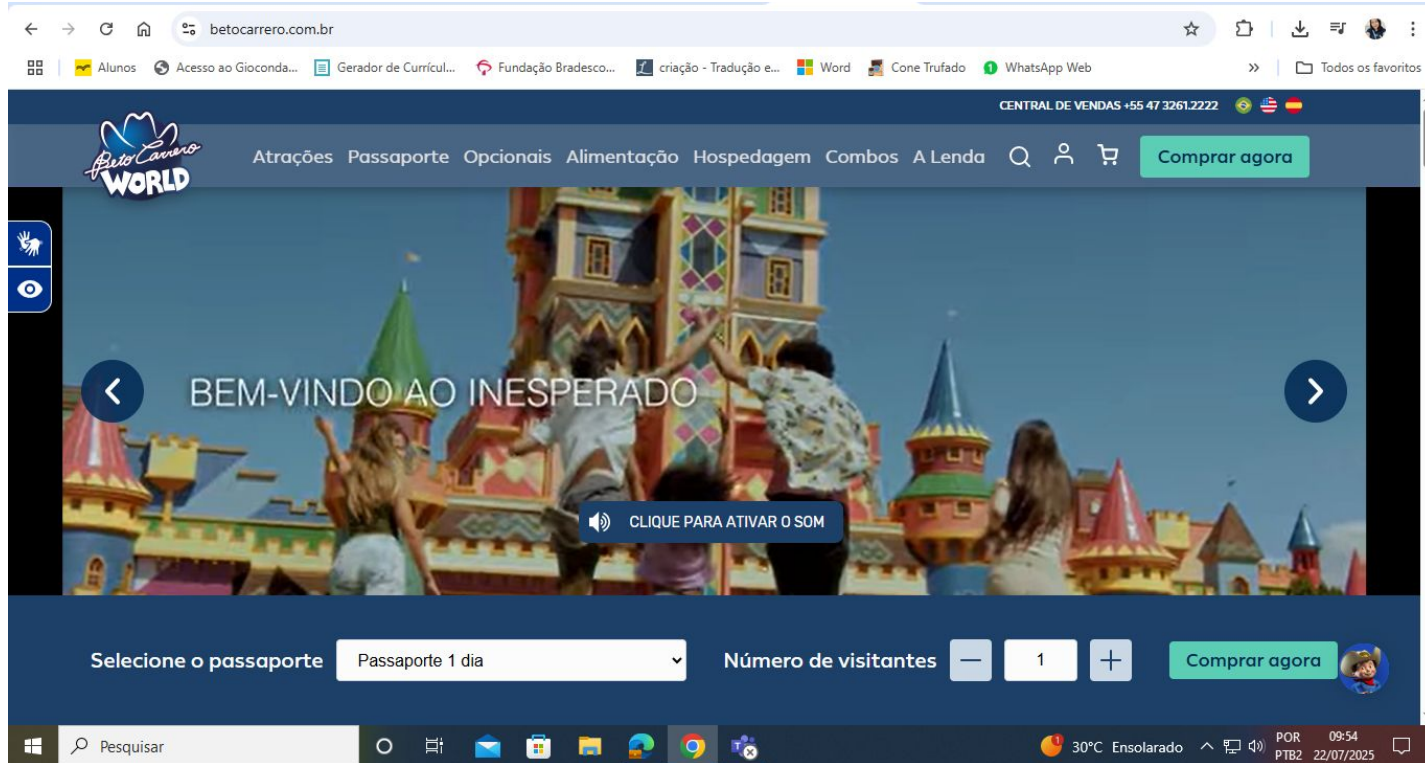 betocarrero.com.br
Alunos Acesso ao Gioconda... Gerador de Currícul... Fundação Bradesco... criação - Tradução e... Word Cone Trufado WhatsApp Web » Todos os favoritos
CENTRAL DE VENDAS +55 47 3261.2222
Beto Carrero
WORLD
Atrações Passaporte Opcionais Alimentação Hospedagem Combos A Lenda Comprar agora
BEM-VINDO AO INESPERADO
CLIQUE PARA ATIVAR O SOM
Selecione o passaporte Passaporte 1 dia Número de visitantes — 1 + Comprar agora
Pesquisar 30°C Ensolarado POR 09:54
PTB2 22/07/2025